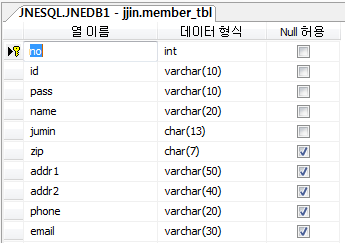 JNESQL.JNEDB1 - jjin.member_tbl
열 이름 데이터 형식 Null 허용
no int
id varchar(10)
pass varchar(10)
name varchar(20)
jumin char(13)
zip char(7)
addr1 varchar(50)
addr2 varchar(40)
phone varchar(20)
email varchar(30)